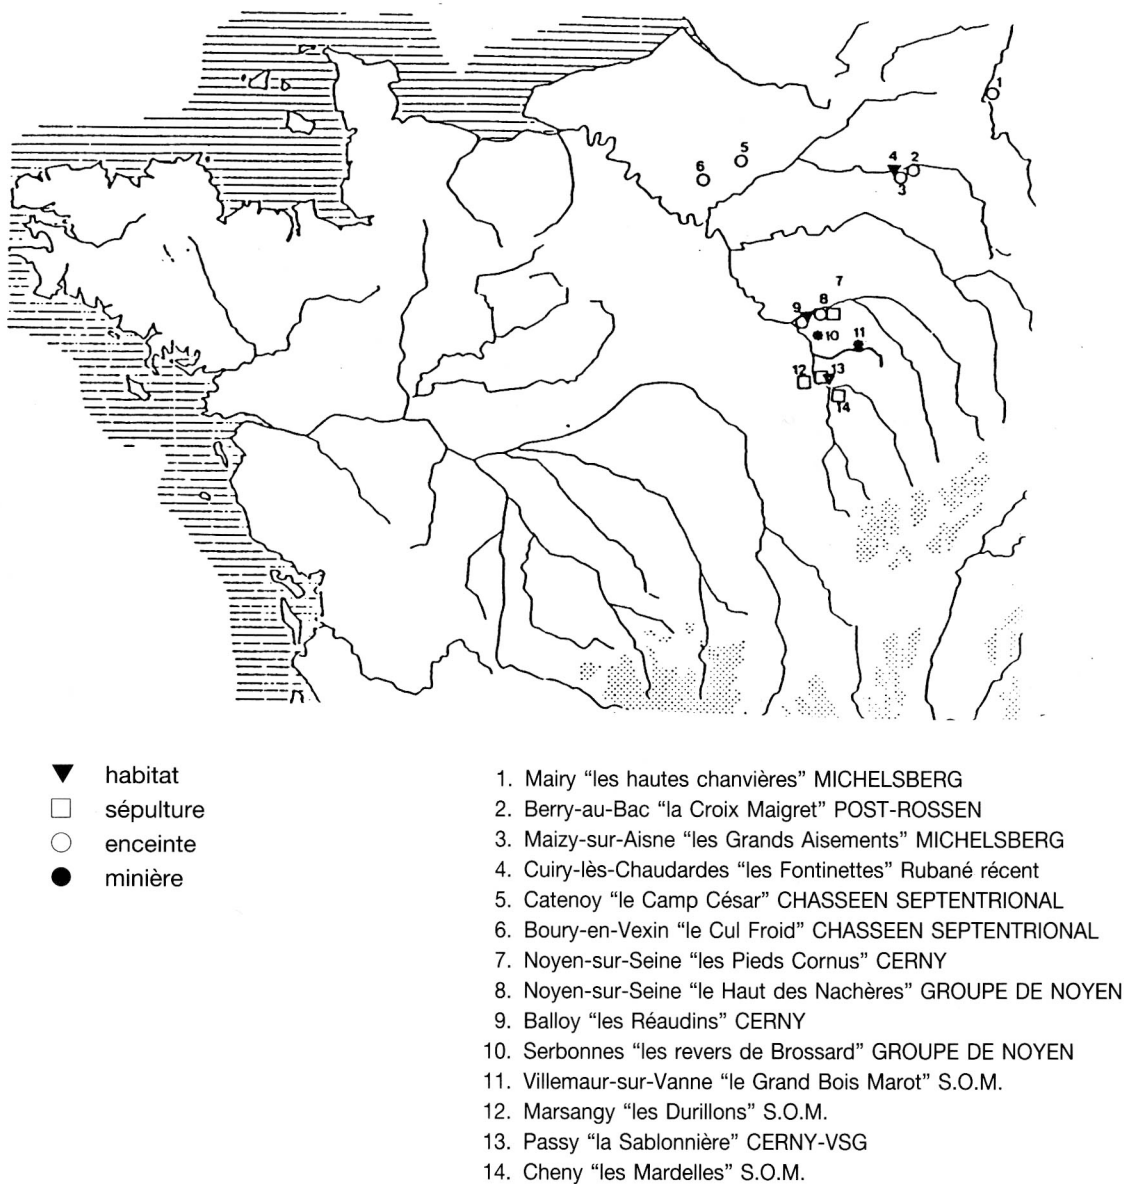 1
5
4
2
6
3
7
8
9
10
11
12
13
14
habitat
sépulture
enceinte
minière
1. Mairy “les hautes chanvières” MICHELSBERG
2. Berry-au-Bac “la Croix Maigret” POST-ROSSEN
3. Maizy-sur-Aisne “les Grands Aisements” MICHELSBERG
4. Cuiry-lès-Chaudardes “les Fontinettes” Rubané récent
5. Catenoy “le Camp César” CHASSEEN SEPTENTRIONAL
6. Boury-en-Vexin “le Cul Froid” CHASSEEN SEPTENTRIONAL
7. Noyen-sur-Seine “les Pieds Cornus” CERNY
8. Noyen-sur-Seine “le Haut des Nachères” GROUPE DE NOYEN
9. Balloy “les Réaudins” CERNY
10. Serbonnes “les revers de Brossard” GROUPE DE NOYEN
11. Villemaur-sur-Vanne “le Grand Bois Marot” S.O.M.
12. Marsangy “les Durillons” S.O.M.
13. Passy “la Sablonnière” CERNY-VSG
14. Cheny “les Mardelles” S.O.M.